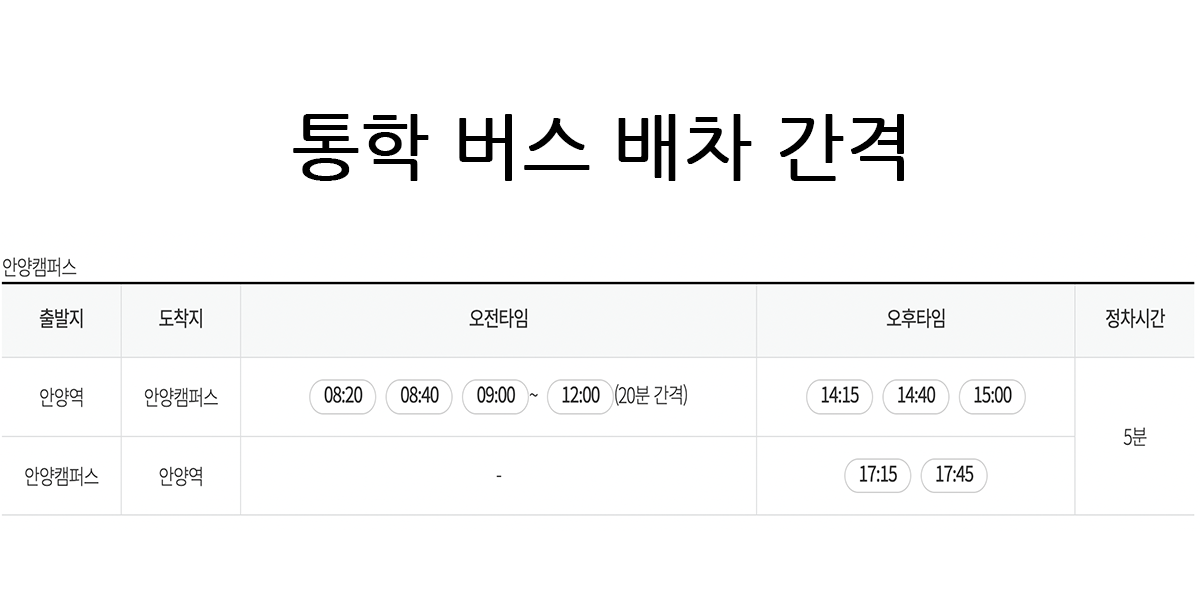 통학 버스 배차 간격
안양캠퍼스
출발지 도착지 오전타임 오후타임 정차시간
안양역 안양캠퍼스 08:20 08:40 09:00 ~ 12:00 (20분 간격) 14:15 14:40 15:00
5분
안양캠퍼스 안양역 - 17:15 17:45